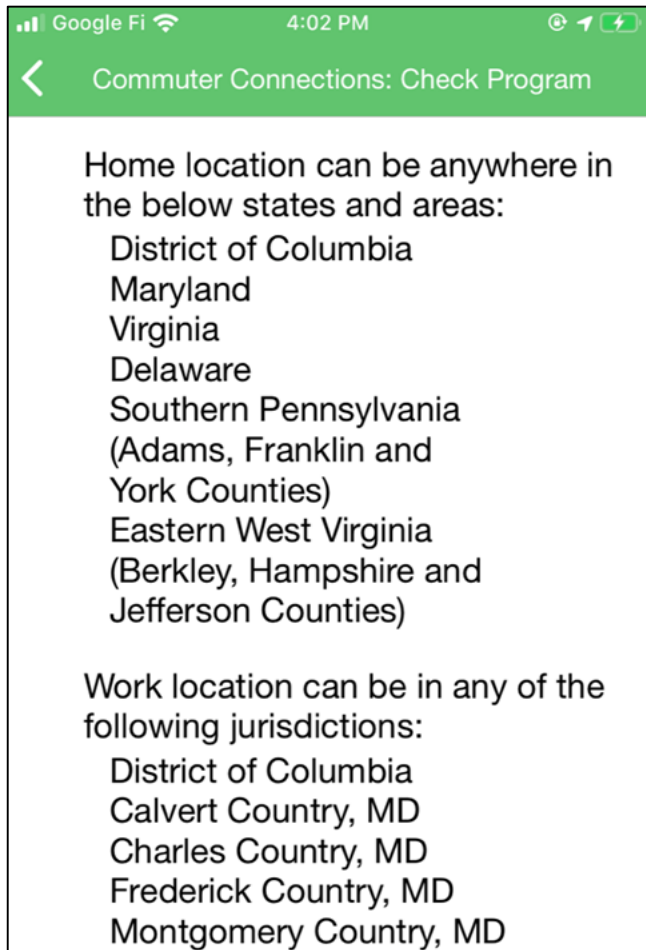 Google Fi 4:02 PM
Commuter Connections: Check Program
Home location can be anywhere in
the below states and areas:
District of Columbia
Maryland
Virginia
Delaware
Southern Pennsylvania
(Adams, Franklin and
York Counties)
Eastern West Virginia
(Berkley, Hampshire and
Jefferson Counties)
Work location can be in any of the
following jurisdictions:
District of Columbia
Calvert Country, MD
Charles Country, MD
Frederick Country, MD
Montgomery Country, MD